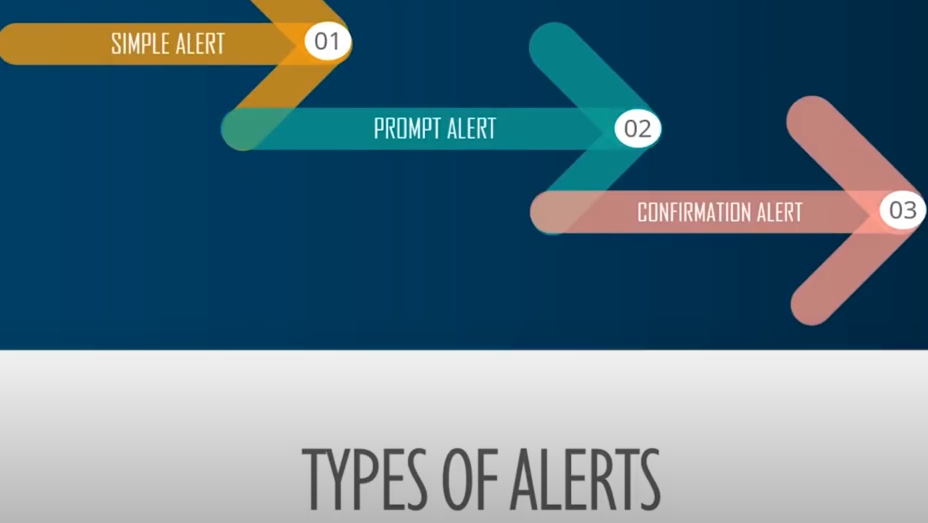 SIMPLE ALERT 01
PROMPT ALERT 02
CONFIRMATION ALERT 03
TYPES OF ALERTS